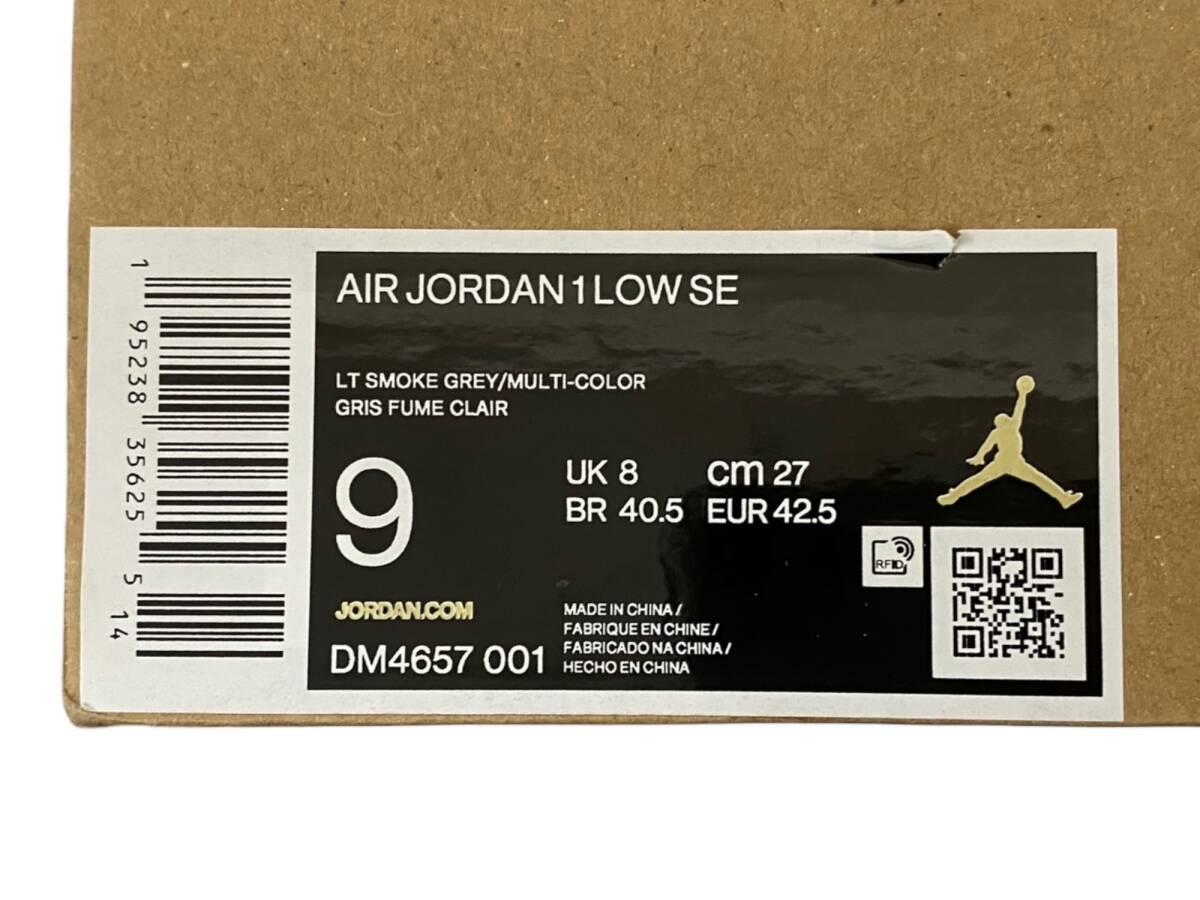 AIR JORDAN 1 LOW SE
LT SMOKE GREY/MULTI-COLOR
GRIS FUME CLAIR
9
UK 8 cm 27
BR 40.5 EUR 42.5
RFID
JORDAN.COM
DM4657 001
MADE IN CHINA /
FABRIQUE EN CHINE /
FABRICADO NA CHINA /
HECHO EN CHINA
1 95238 35625 5 14